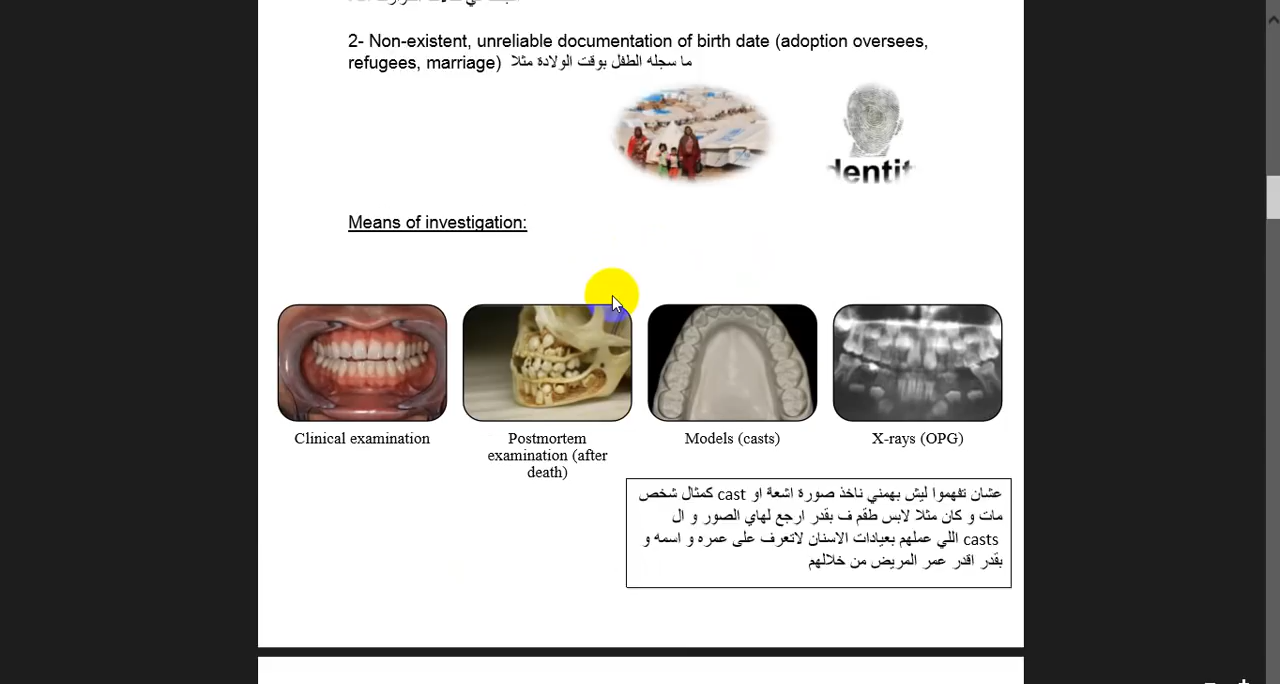 2- Non-existent, unreliable documentation of birth date (adoption oversees,
refugees, marriage) ما سجله الطفل بوقت الولادة مثلا
dentit
Means of investigation:
Clinical examination
Postmortem
examination (after
death)
Models (casts)
X-rays (OPG)
عشان تفهموا ليش بهمني ناخذ صورة اشعة او cast كمثال شخص
مات و كان مثلا لابس طقم ف بقدر ارجع لهاي الصور و ال
casts اللي عملهم بعيادات الاسنان لاتعرف على عمره و اسمه و
بقدر اقدر عمر المريض من خلالهم